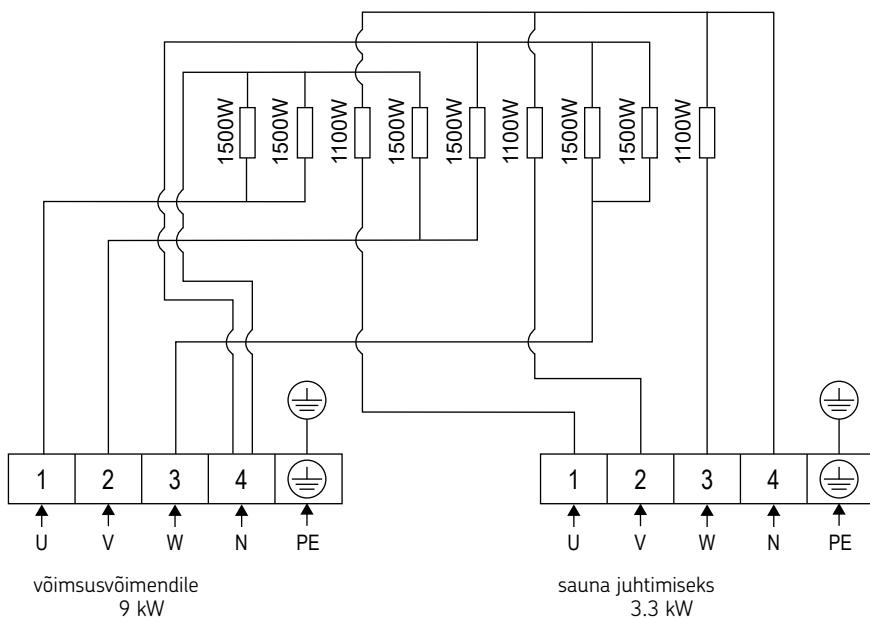 1500W 1500W 1100W 1500W 1500W 1100W 1500W 1500W 1100W
1 2 3 4 1 2 3 4
U V W N PE U V W N PE
võimsusvõimendile sauna juhtimiseks
9 kW 3.3 kW